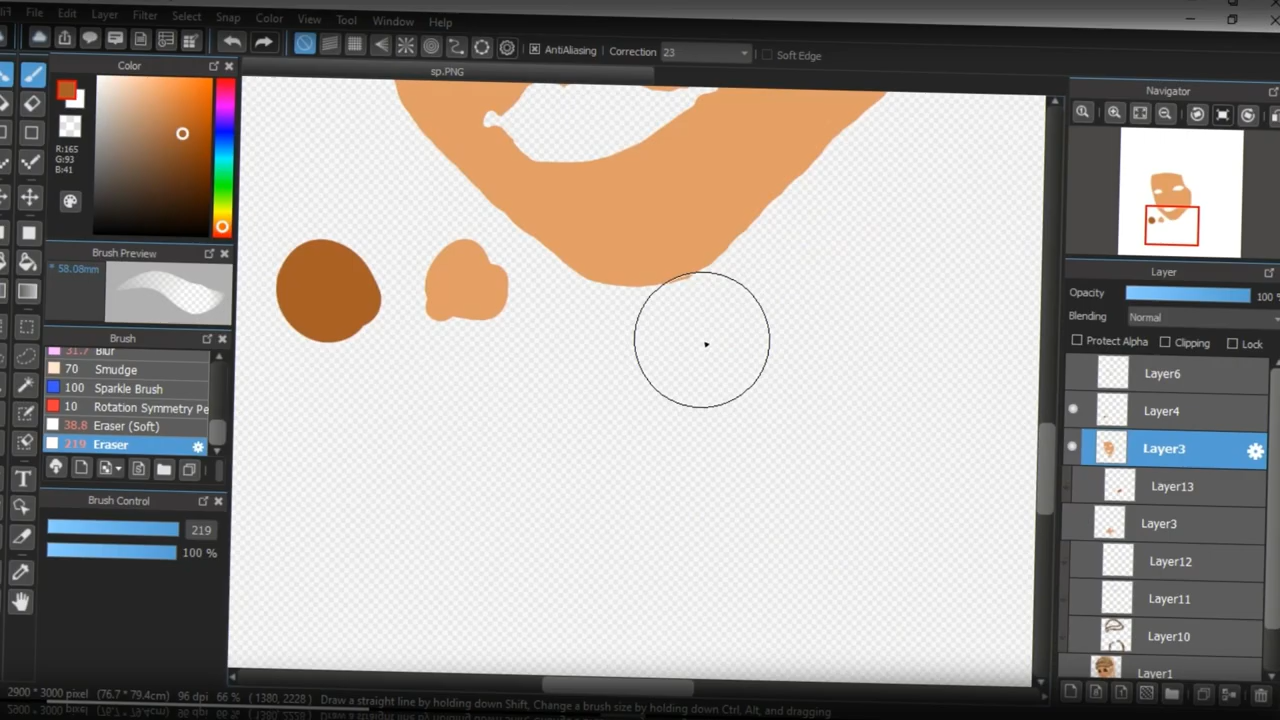 File Edit Layer Filter Select Snap Color View Tool Window Help
AntiAliasing Correction 23 Soft Edge
Color
sp.PNG
Navigator
R:165
G:93
B:41
Brush Preview
* 58.08mm
Layer
Opacity 100 %
Blending Normal
Protect Alpha Clipping Lock
Brush
31.7 Blur
70 Smudge
100 Sparkle Brush
10 Rotation Symmetry Pe
38.8 Eraser (Soft)
219 Eraser
Layer6
Layer4
Layer3
Layer13
Layer3
Layer12
Layer11
Layer10
Layer1
Brush Control
219
100 %
2900 * 3000 pixel (76.7 * 79.4cm) 96 dpi 66 % ( 1380, 2228 ) Draw a straight line by holding down Shift, Change a brush size by holding down Ctrl, Alt, and dragging